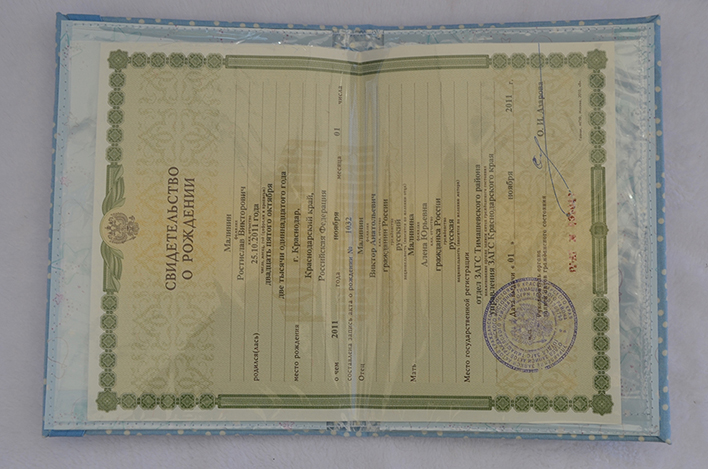 СВИДЕТЕЛЬСТВО
О РОЖДЕНИИ
Малинин
Ростислав Викторович
родился(лась) 25.10.2011 года
двадцать пятого октября
две тысячи одиннадцатого года
место рождения г. Краснодар,
Краснодарский край,
Российская Федерация
о чем 2011 года ноября месяца 01 числа
составлена запись акта о рождении № 1032
Отец Малинин
Виктор Анатольевич
гражданин России
русский
Мать Малинина
Алена Юрьевна
гражданка России
русская
Место государственной регистрации
отдел ЗАГС Тимашевского района
управления ЗАГС Краснодарского края
Дата выдачи « 01 » ноября 2011 г.
Руководитель органа
записи актов гражданского состояния
О. П. Азарова